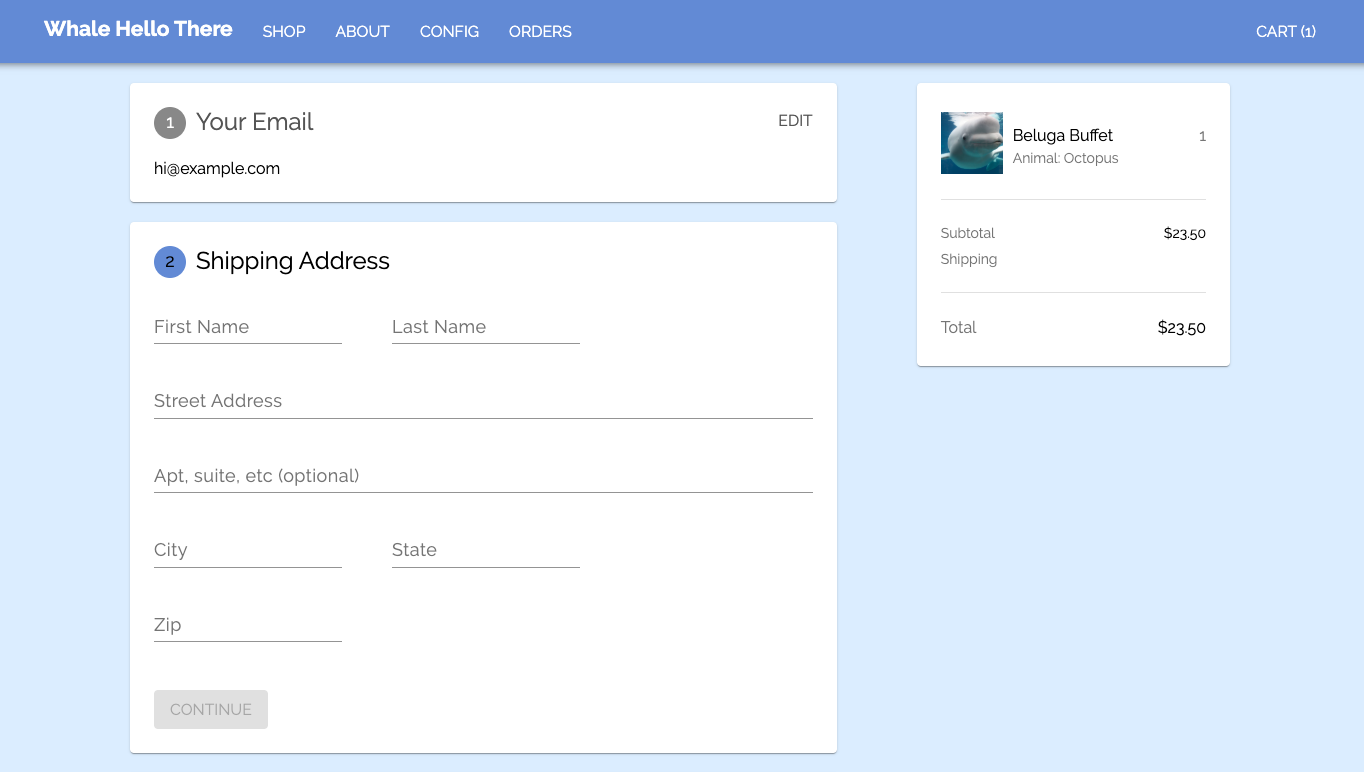 Whale Hello There SHOP ABOUT CONFIG ORDERS CART (1)
1 Your Email EDIT
hi@example.com
2 Shipping Address
First Name Last Name
Street Address
Apt, suite, etc (optional)
City State
Zip
CONTINUE
Beluga Buffet 1
Animal: Octopus
Subtotal $23.50
Shipping
Total $23.50